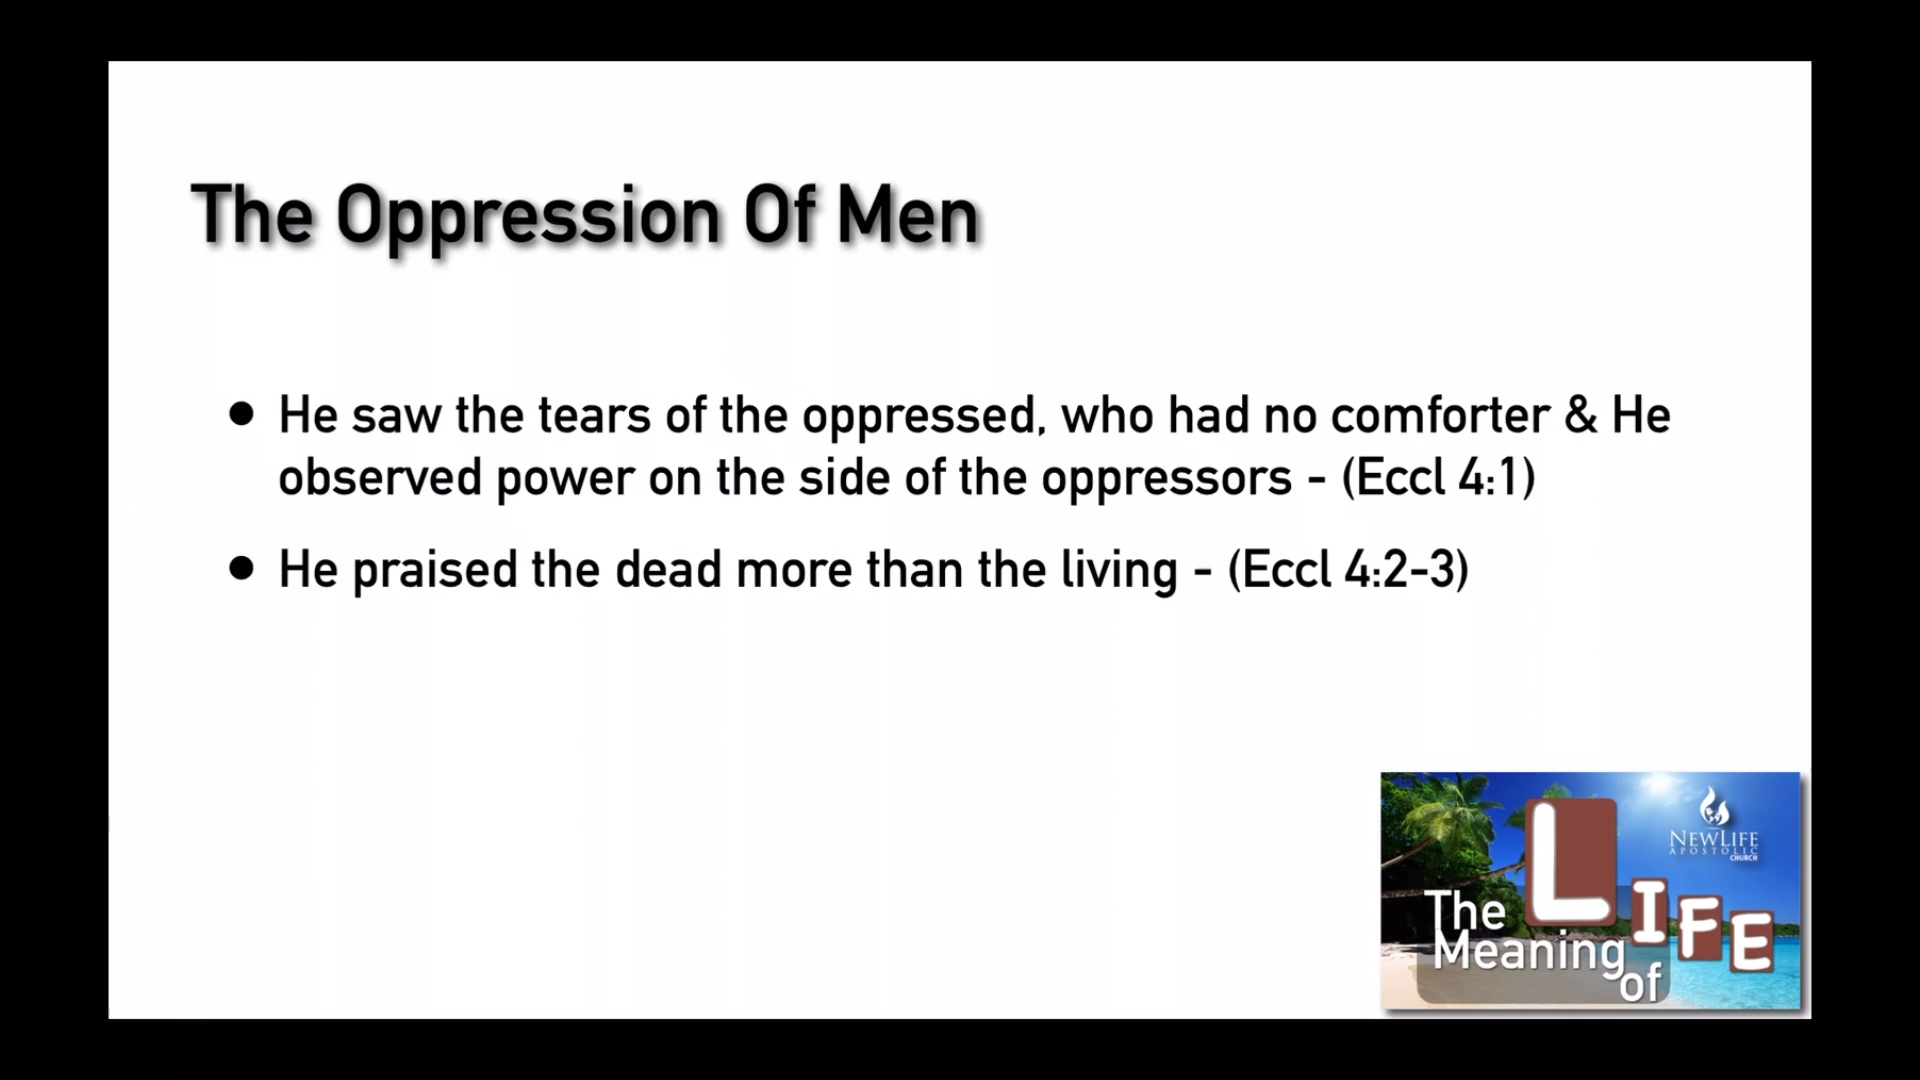 The Oppression Of Men
● He saw the tears of the oppressed, who had no comforter & He
observed power on the side of the oppressors - (Eccl 4:1)
● He praised the dead more than the living - (Eccl 4:2-3)
NEWLIFE
APOSTOLIC
CHURCH
The
Meaning
of
LIFE